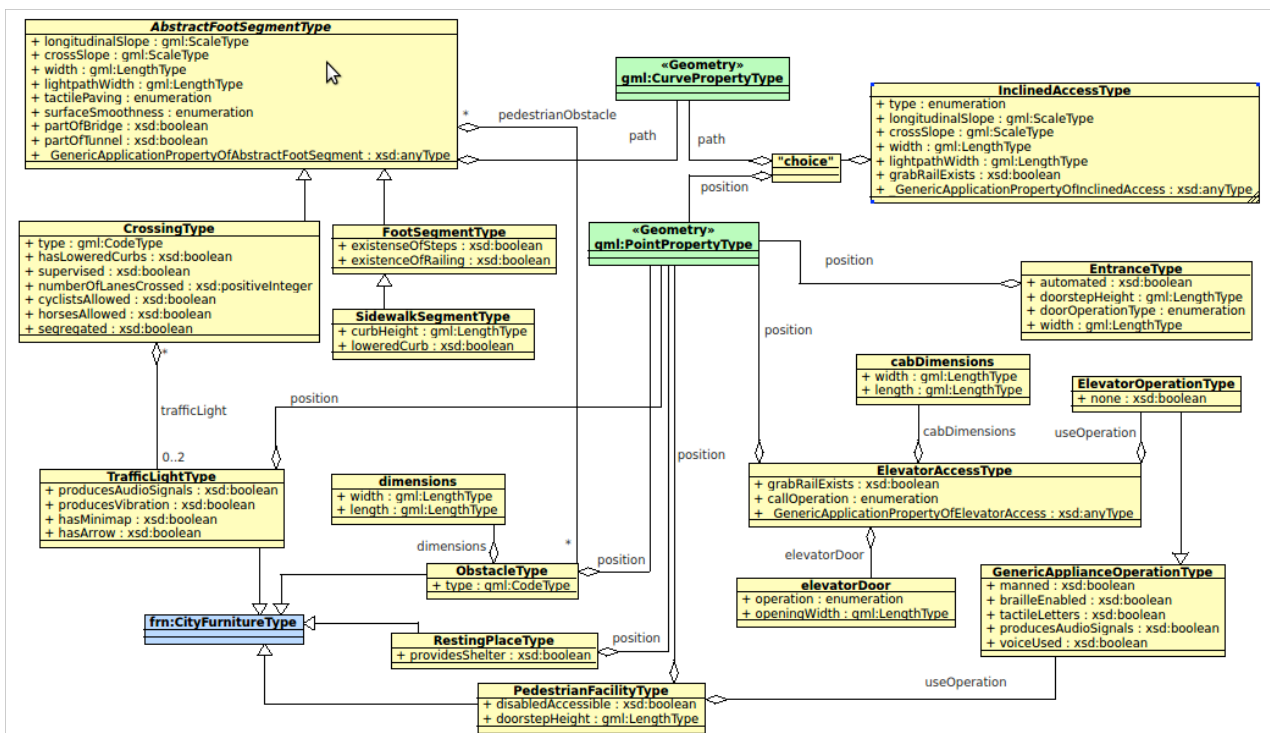 AbstractFootSegmentType
+ longitudinalSlope : gml:ScaleType
+ crossSlope : gml:ScaleType
+ width : gml:LengthType
+ lightpathWidth : gml:LengthType
+ tactilePaving : enumeration
+ surfaceSmoothness : enumeration
+ partOfBridge : xsd:boolean
+ partOfTunnel : xsd:boolean
+ _GenericApplicationPropertyOfAbstractFootSegment : xsd:anyType
*
pedestrianObstacle
«Geometry»
gml:CurvePropertyType
path
path
"choice"
position
InclinedAccessType
+ type : enumeration
+ longitudinalSlope : gml:ScaleType
+ crossSlope : gml:ScaleType
+ width : gml:LengthType
+ lightpathWidth : gml:LengthType
+ grabRailExists : xsd:boolean
+ _GenericApplicationPropertyOfInclinedAccess : xsd:anyType
CrossingType
+ type : gml:CodeType
+ hasLoweredCurbs : xsd:boolean
+ supervised : xsd:boolean
+ numberOfLanesCrossed : xsd:positiveInteger
+ cyclistsAllowed : xsd:boolean
+ horsesAllowed : xsd:boolean
+ segregated : xsd:boolean
FootSegmentType
+ existenseOfSteps : xsd:boolean
+ existenceOfRailing : xsd:boolean
SidewalkSegmentType
+ curbHeight : gml:LengthType
+ loweredCurb : xsd:boolean
«Geometry»
gml:PointPropertyType
position
EntranceType
+ automated : xsd:boolean
+ doorstepHeight : gml:LengthType
+ doorOperationType : enumeration
+ width : gml:LengthType
position
*
trafficLight
0..2
position
cabDimensions
+ width : gml:LengthType
+ length : gml:LengthType
cabDimensions
ElevatorOperationType
+ none : xsd:boolean
useOperation
TrafficLightType
+ producesAudioSignals : xsd:boolean
+ producesVibration : xsd:boolean
+ hasMinimap : xsd:boolean
+ hasArrow : xsd:boolean
dimensions
+ width : gml:LengthType
+ length : gml:LengthType
dimensions
*
position
position
ElevatorAccessType
+ grabRailExists : xsd:boolean
+ callOperation : enumeration
+ _GenericApplicationPropertyOfElevatorAccess : xsd:anyType
elevatorDoor
ObstacleType
+ type : gml:CodeType
elevatorDoor
+ operation : enumeration
+ openingWidth : gml:LengthType
GenericApplianceOperationType
+ manned : xsd:boolean
+ brailleEnabled : xsd:boolean
+ tactileLetters : xsd:boolean
+ producesAudioSignals : xsd:boolean
+ voiceUsed : xsd:boolean
frn:CityFurnitureType
RestingPlaceType
+ providesShelter : xsd:boolean
position
PedestrianFacilityType
+ disabledAccessible : xsd:boolean
+ doorstepHeight : gml:LengthType
useOperation